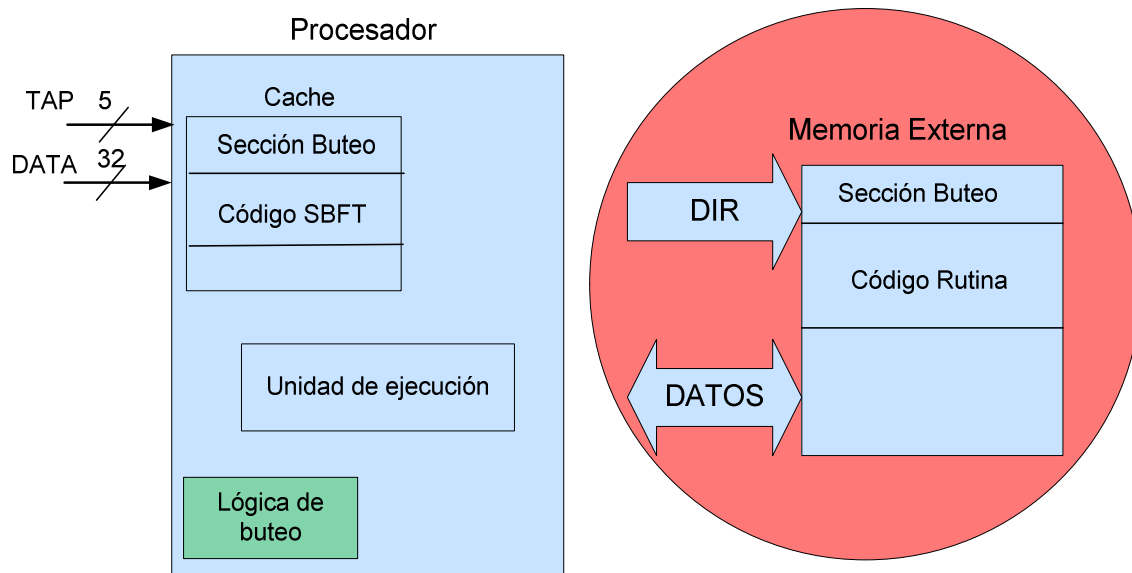 Procesador
TAP 5
DATA 32
Cache
Sección Buteo
Código SBFT
Unidad de ejecución
Lógica de
buteo
Memoria Externa
DIR
Sección Buteo
Código Rutina
DATOS